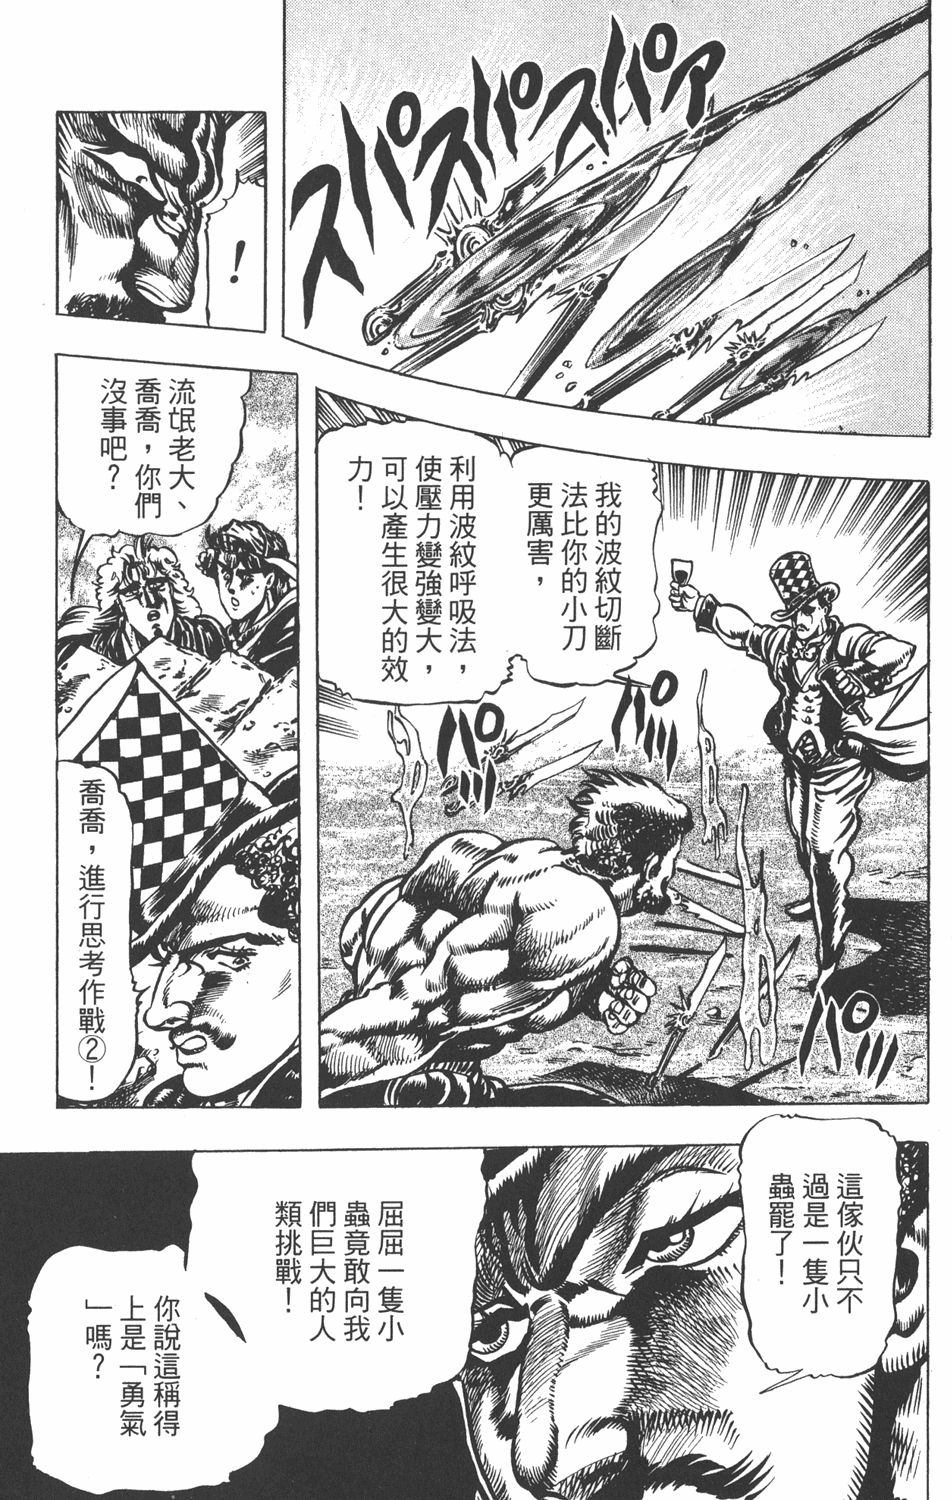 スパスパスパァ
！
我的波紋切斷
法比你的小刀
更厲害，
利用波紋呼吸法，
使壓力變強變大，
可以產生很大的效
力！
パ
パ
パ
流氓老大、
喬喬，你們
沒事吧？
喬喬，進行思考作戰②！
這傢伙只不
過是一隻小
蟲罷了！
屈屈一隻小
蟲竟敢向我
們巨大的人
類挑戰！
你說這稱得
上是「勇氣
」嗎？